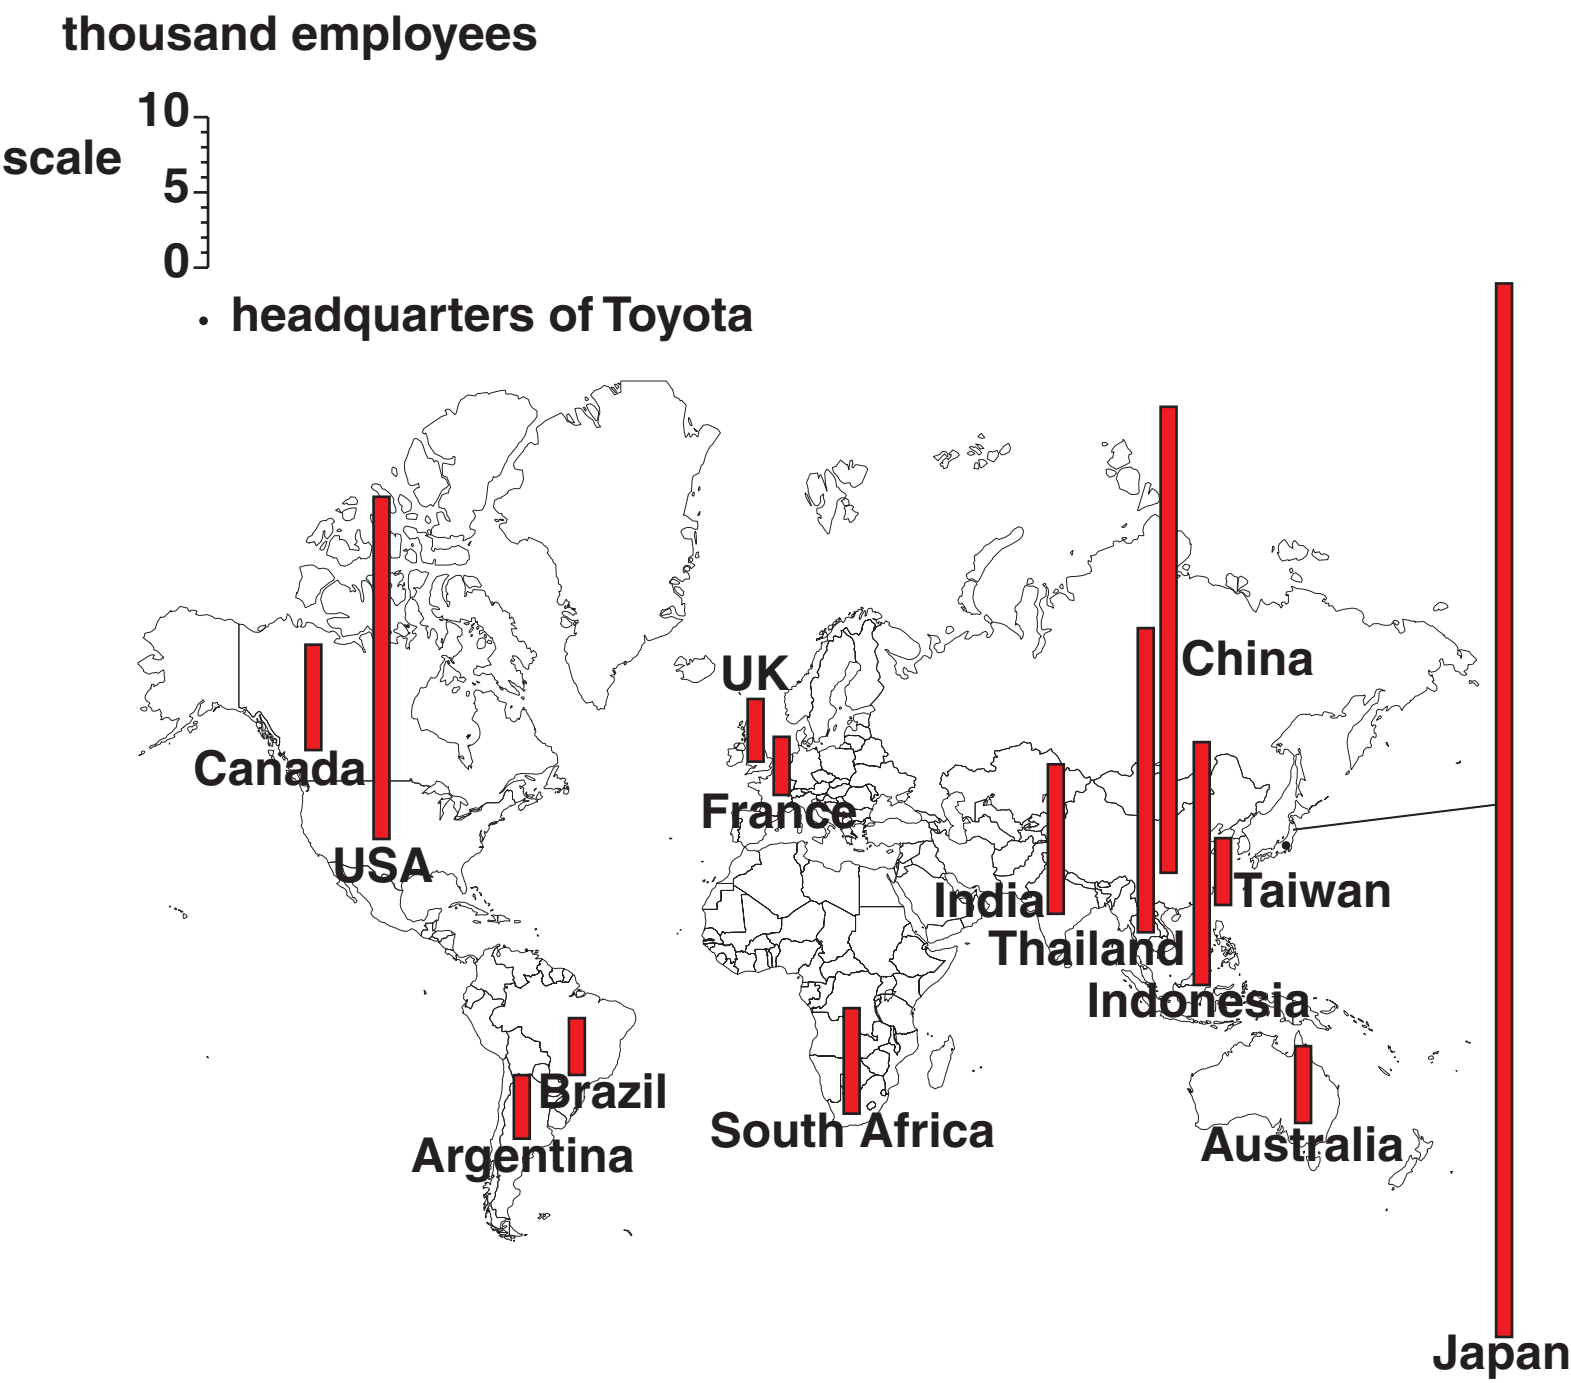 thousand employees
10
scale
5
0
headquarters of Toyota
China
UK
Canada
France
USA
India
Taiwan
Thailand
Indonesia
Brazil
South Africa
Australia
Argentina
Japan